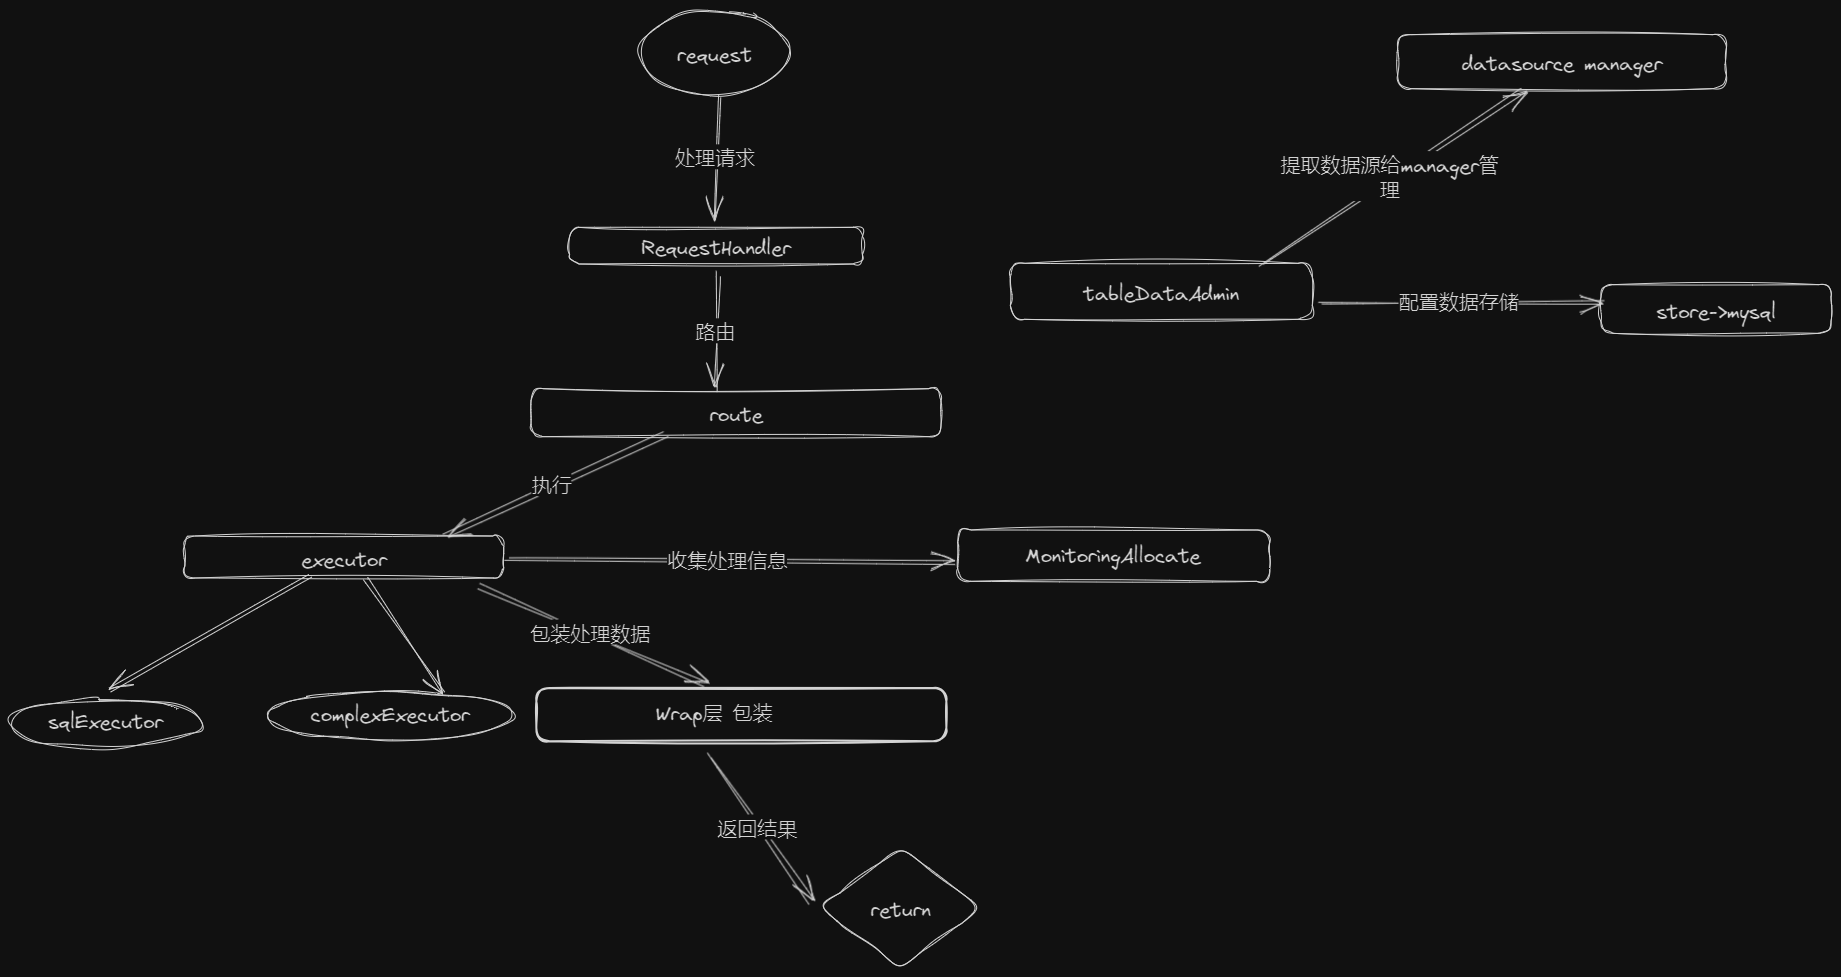 request
datasource manager
处理请求
提取数据源给manager管
理
RequestHandler
tableDataAdmin
配置数据存储
store->mysql
路由
route
执行
executor
收集处理信息
MonitoringAllocate
包装处理数据
sqlExecutor
complexExecutor
Wrap层 包装
返回结果
return